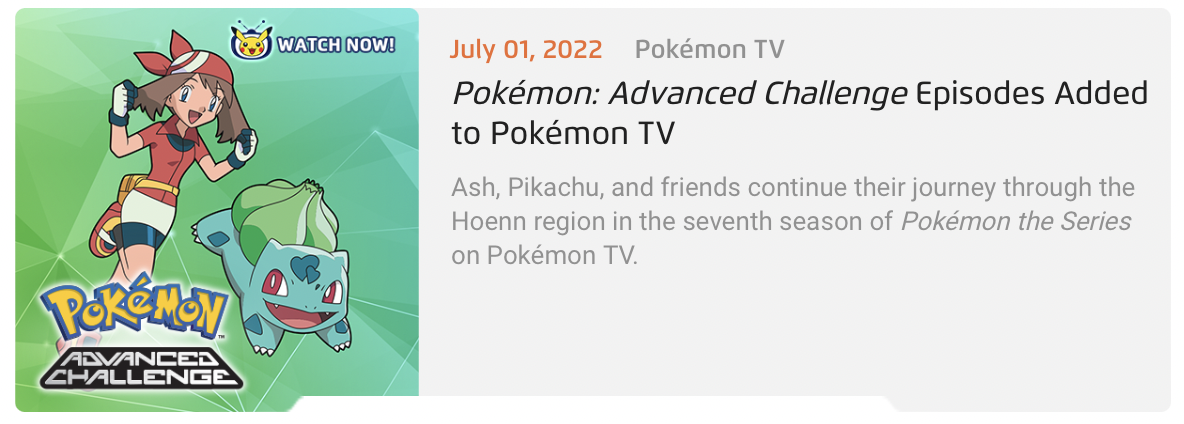 WATCH NOW!
POKÉMON
™
ADVANCED
CHALLENGE
July 01, 2022 Pokémon TV
Pokémon: Advanced Challenge Episodes Added
to Pokémon TV
Ash, Pikachu, and friends continue their journey through the
Hoenn region in the seventh season of Pokémon the Series
on Pokémon TV.